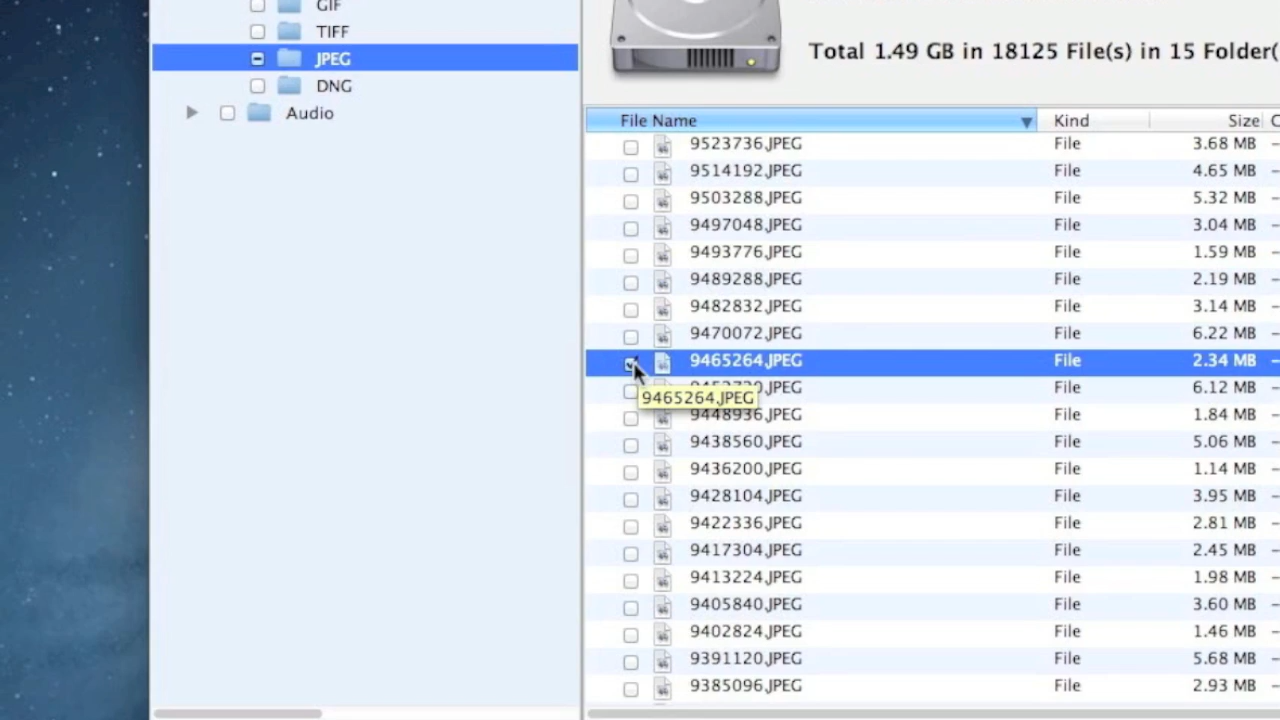 GIF
TIFF
JPEG
DNG
Audio
Total 1.49 GB in 18125 File(s) in 15 Folder(
File Name Kind Size
9523736.JPEG File 3.68 MB
9514192.JPEG File 4.65 MB
9503288.JPEG File 5.32 MB
9497048.JPEG File 3.04 MB
9493776.JPEG File 1.59 MB
9489288.JPEG File 2.19 MB
9482832.JPEG File 3.14 MB
9470072.JPEG File 6.22 MB
9465264.JPEG File 2.34 MB
File 6.12 MB
9465264.JPEG
9448936.JPEG File 1.84 MB
9438560.JPEG File 5.06 MB
9436200.JPEG File 1.14 MB
9428104.JPEG File 3.95 MB
9422336.JPEG File 2.81 MB
9417304.JPEG File 2.45 MB
9413224.JPEG File 1.98 MB
9405840.JPEG File 3.60 MB
9402824.JPEG File 1.46 MB
9391120.JPEG File 5.68 MB
9385096.JPEG File 2.93 MB